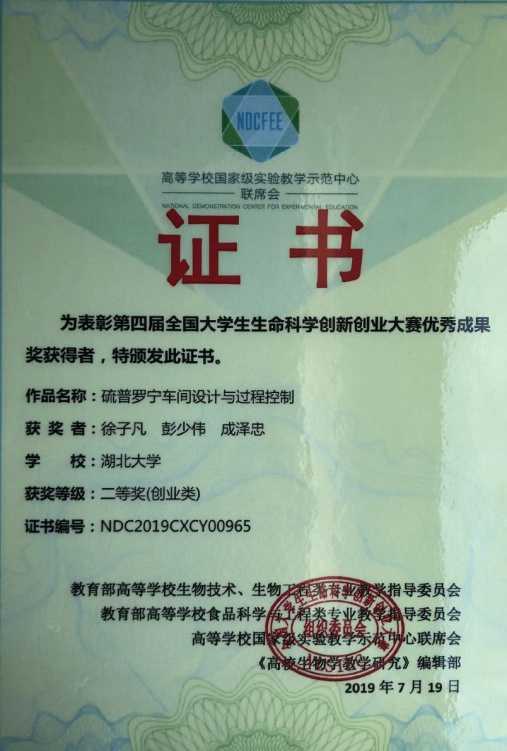 NDCFEE
高等学校国家级实验教学示范中心
联席会
NATIONAL DEMONSTRATION CENTER FOR EXPERIMENTAL EDUCATION
证书
为表彰第四届全国大学生生命科学创新创业大赛优秀成果
奖获得者，特颁发此证书。
作品名称：硫普罗宁车间设计与过程控制
获奖者：徐子凡 彭少伟 成泽忠
学校：湖北大学
获奖等级：二等奖(创业类)
证书编号：NDC2019CXCY00965
教育部高等学校生物技术、生物工程类专业教学指导委员会
教育部高等学校食品科学与工程类专业教学指导委员会
高等学校国家级实验教学示范中心联席会
《高校生物学教学研究》编辑部
组织委员会
2019 年 7 月 19 日